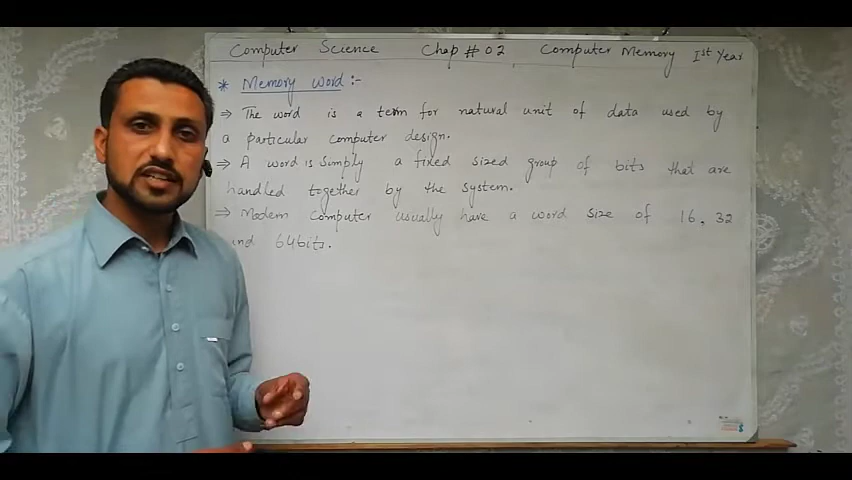 Computer Science Chap # 02 Computer Memory Ist Year
* Memory Word :-
⇒ The word is a term for natural unit of data used by
a particular computer design.
⇒ A word is simply a fixed sized group of bits that are
handled together by the system.
⇒ Modern Computer usually have a word size of 16, 32
and 64bits.